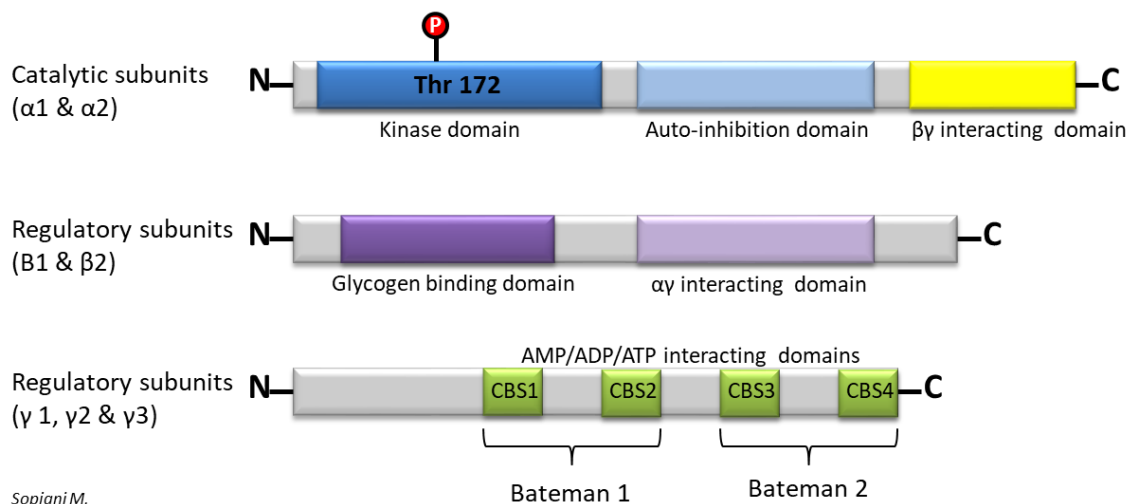 P
Catalytic subunits
(α1 & α2)
N
Thr 172
C
Kinase domain
Auto-inhibition domain
βγ interacting domain
Regulatory subunits
(B1 & β2)
N
C
Glycogen binding domain
αγ interacting domain
AMP/ADP/ATP interacting domains
Regulatory subunits
(γ 1, γ2 & γ3)
N
CBS1
CBS2
CBS3
CBS4
C
Bateman 1
Bateman 2
Sopjani M.